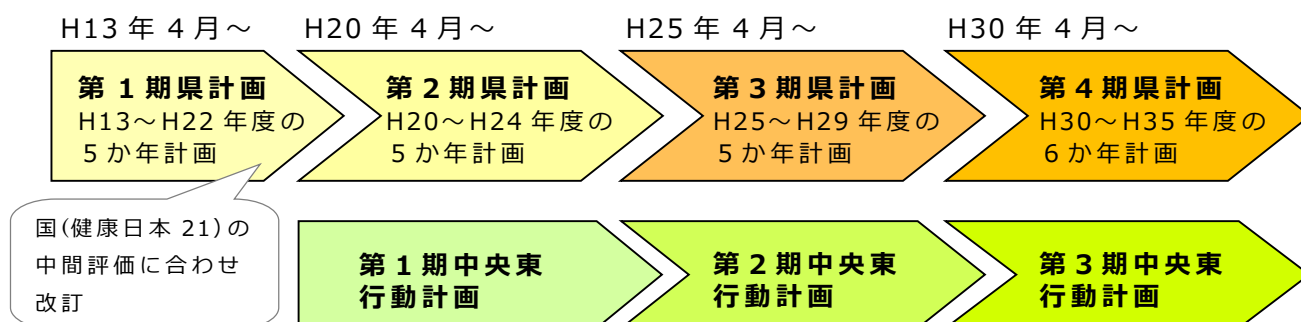 H13 年 4 月～ H20 年 4 月～ H25 年 4 月～ H30 年 4 月～
第 1 期県計画
H13～H22 年度の
5 か年計画
第 2 期県計画
H20～H24 年度の
5 か年計画
第 3 期県計画
H25～H29 年度の
5 か年計画
第 4 期県計画
H30～H35 年度の
6 か年計画
国(健康日本 21)の
中間評価に合わせ
改訂
第 1 期中央東
行動計画
第 2 期中央東
行動計画
第 3 期中央東
行動計画